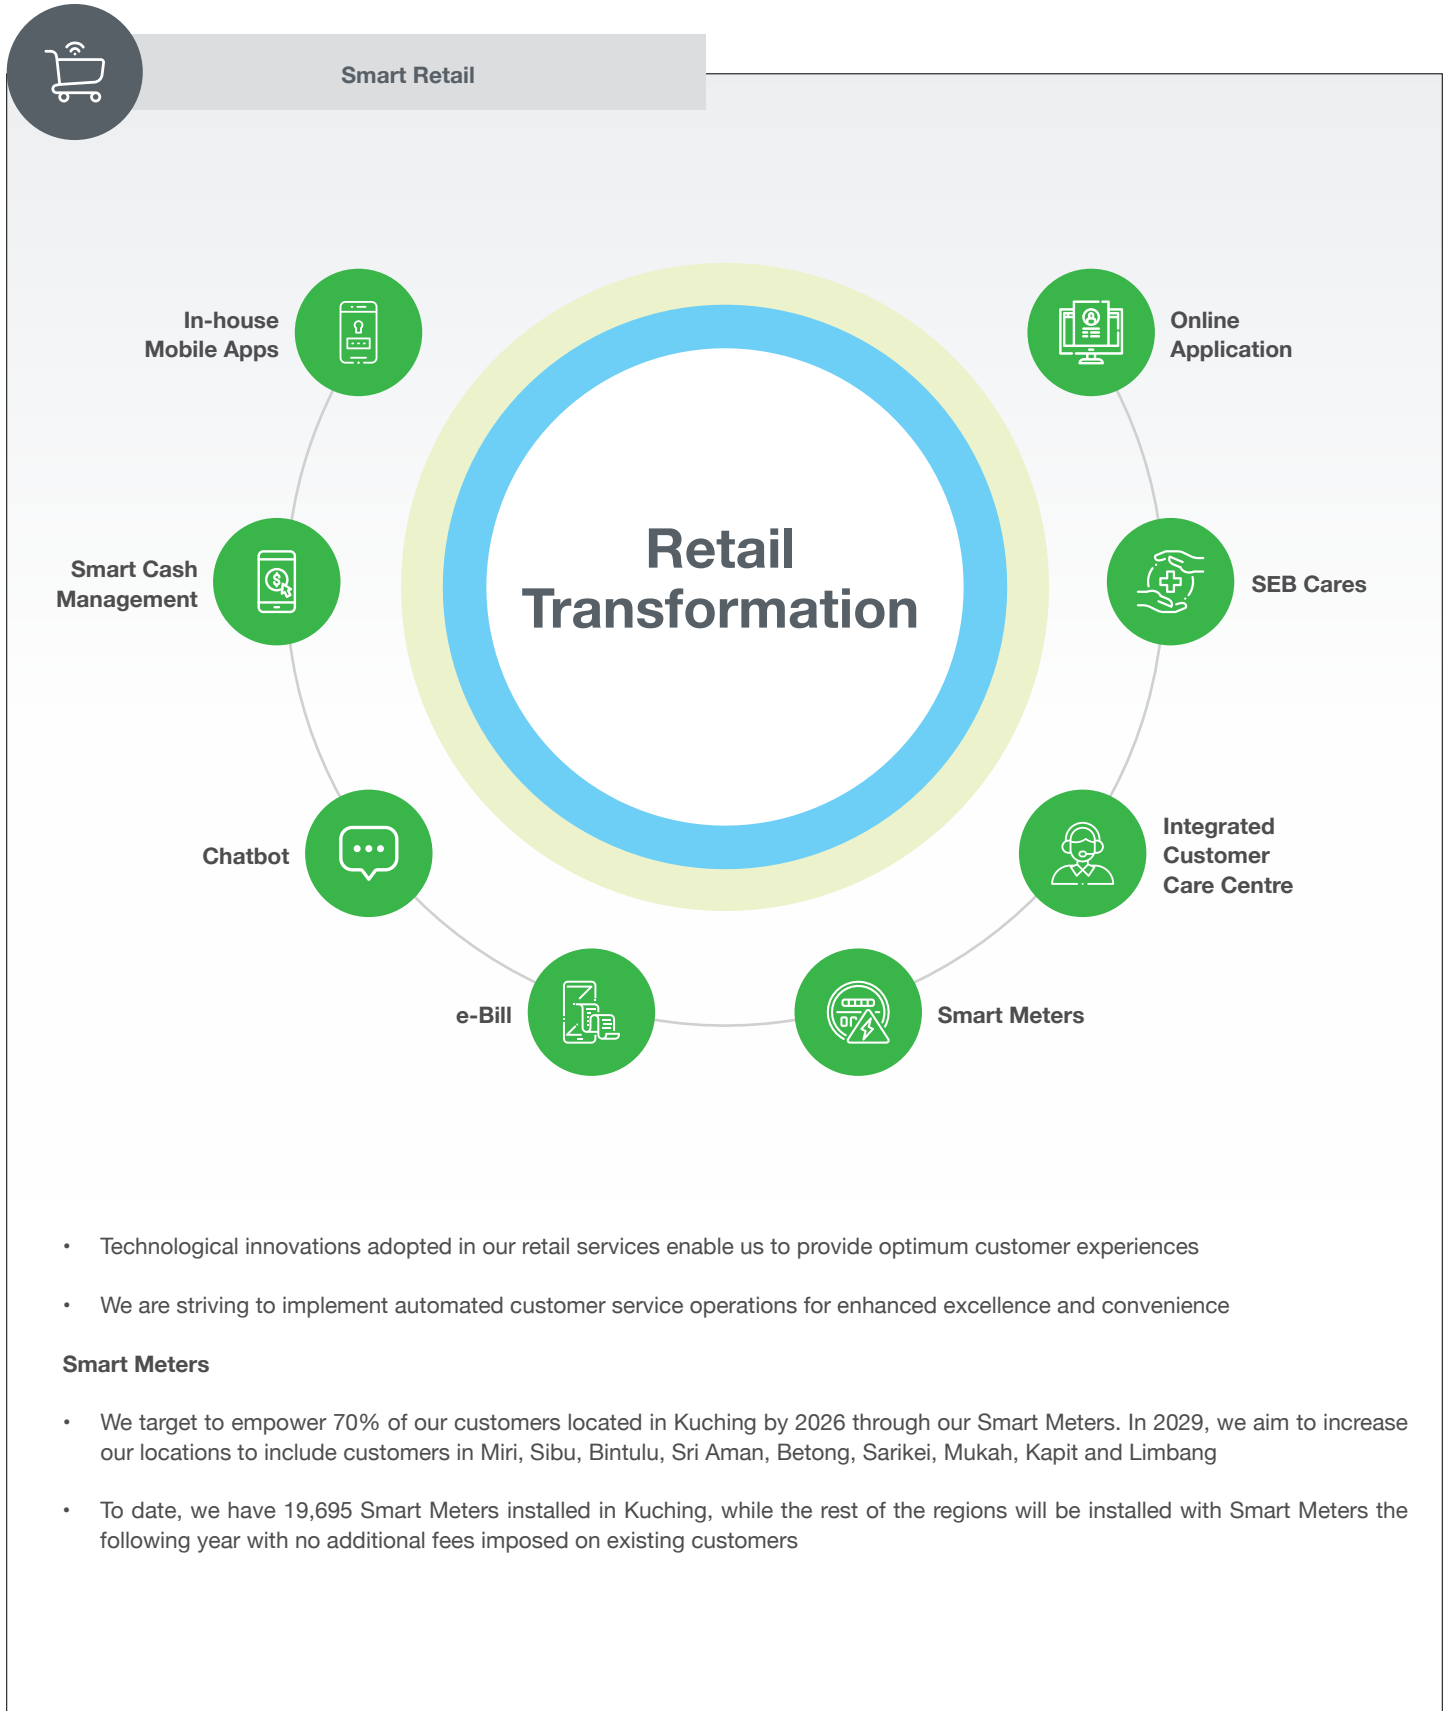 Smart Retail
In-house
Mobile Apps
Online
Application
Retail
Transformation
Smart Cash
Management
SEB Cares
Chatbot
Integrated
Customer
Care Centre
e-Bill
Smart Meters
• Technological innovations adopted in our retail services enable us to provide optimum customer experiences
• We are striving to implement automated customer service operations for enhanced excellence and convenience
Smart Meters
• We target to empower 70% of our customers located in Kuching by 2026 through our Smart Meters. In 2029, we aim to increase
our locations to include customers in Miri, Sibu, Bintulu, Sri Aman, Betong, Sarikei, Mukah, Kapit and Limbang
• To date, we have 19,695 Smart Meters installed in Kuching, while the rest of the regions will be installed with Smart Meters the
following year with no additional fees imposed on existing customers